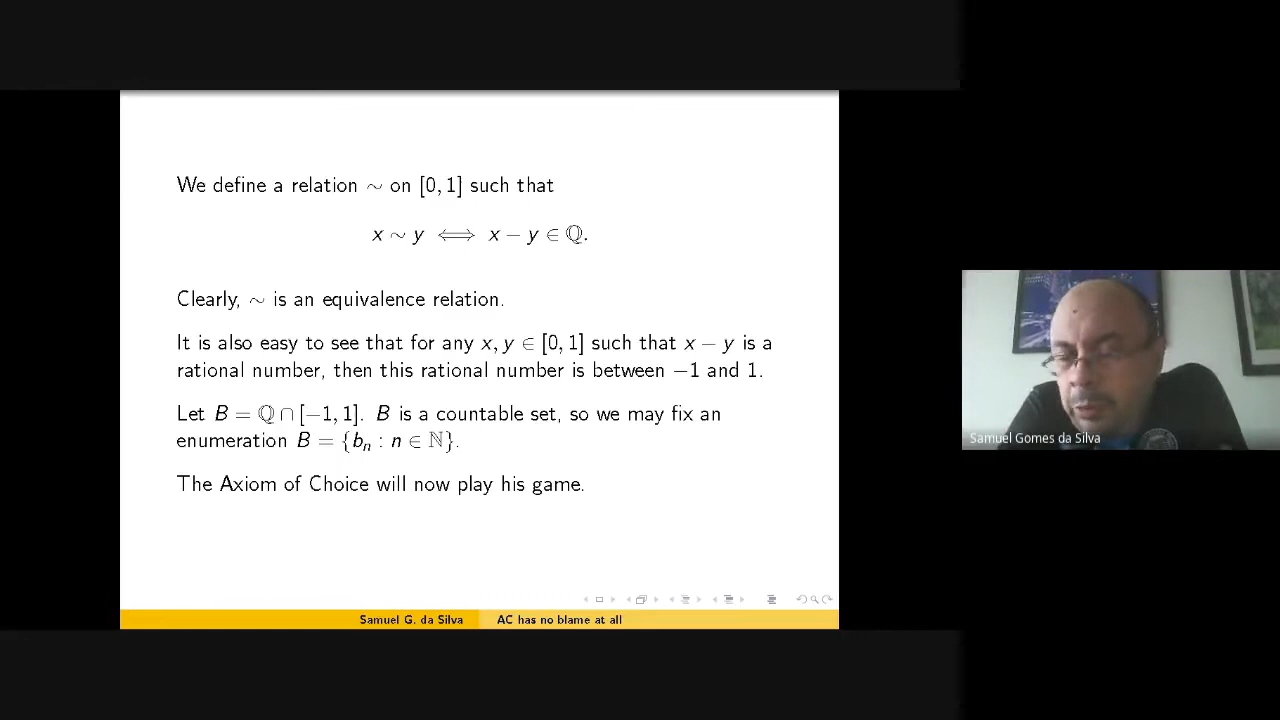 We define a relation ∼ on [0, 1] such that
x ∼ y ⟺ x − y ∈ ℚ.
Clearly, ∼ is an equivalence relation.
It is also easy to see that for any x, y ∈ [0, 1] such that x − y is a
rational number, then this rational number is between −1 and 1.
Let B = ℚ ∩ [−1, 1]. B is a countable set, so we may fix an
enumeration B = {bₙ : n ∈ ℕ}.
The Axiom of Choice will now play his game.
Samuel G. da Silva
AC has no blame at all
Samuel Gomes da Silva